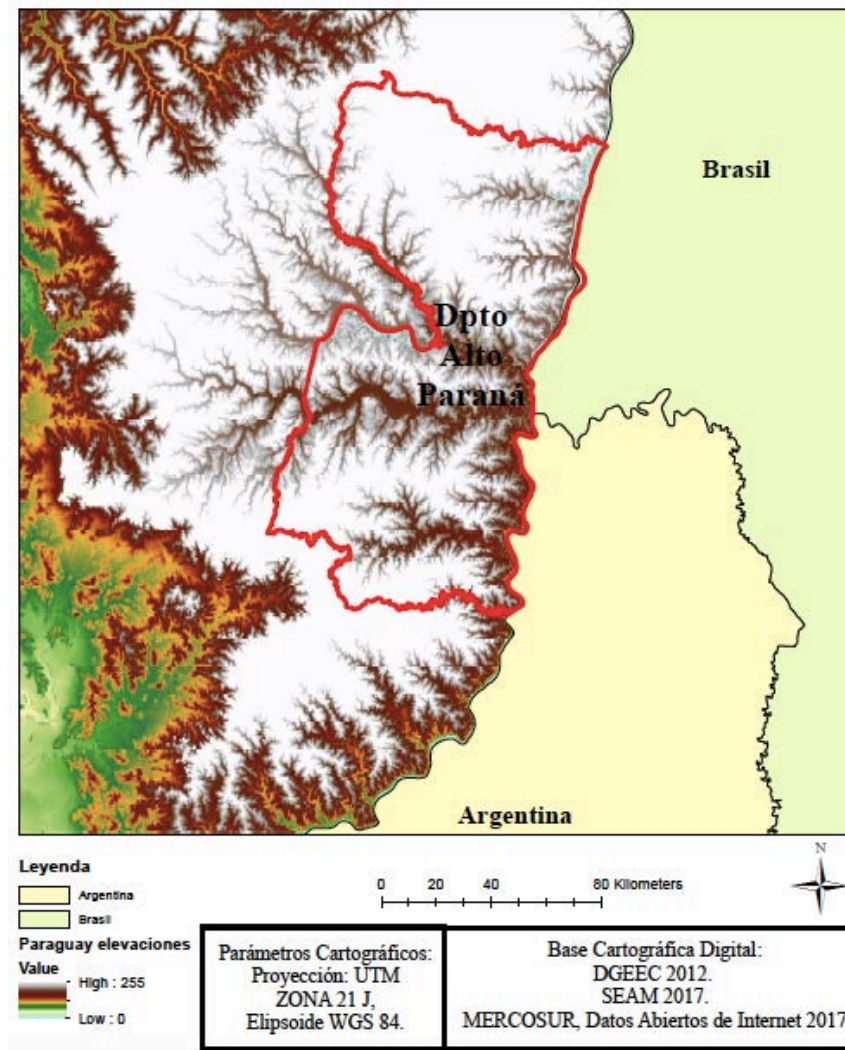 Brasil
Dpto
Alto
Paraná
Argentina
Leyenda
Argentina
Brasil
Paraguay elevaciones
Value
High : 255
Low : 0
0 20 40 80 Kilometers
N
Parámetros Cartográficos:
Proyección: UTM
ZONA 21 J,
Elipsoide WGS 84.
Base Cartográfica Digital:
DGEEC 2012.
SEAM 2017.
MERCOSUR, Datos Abiertos de Internet 2017